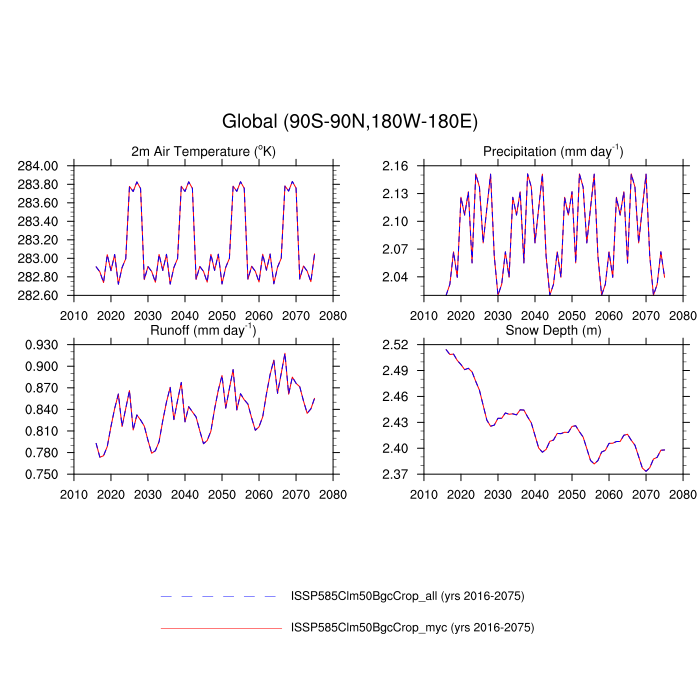 Global (90S-90N,180W-180E)
2m Air Temperature (°K)
284.00
283.80
283.60
283.40
283.20
283.00
282.80
282.60
2010 2020 2030 2040 2050 2060 2070 2080
Precipitation (mm day⁻¹)
2.16
2.13
2.10
2.07
2.04
2010 2020 2030 2040 2050 2060 2070 2080
Runoff (mm day⁻¹)
0.930
0.900
0.870
0.840
0.810
0.780
0.750
2010 2020 2030 2040 2050 2060 2070 2080
Snow Depth (m)
2.52
2.49
2.46
2.43
2.40
2.37
2010 2020 2030 2040 2050 2060 2070 2080
ISSP585Clm50BgcCrop_all (yrs 2016-2075)
ISSP585Clm50BgcCrop_myc (yrs 2016-2075)